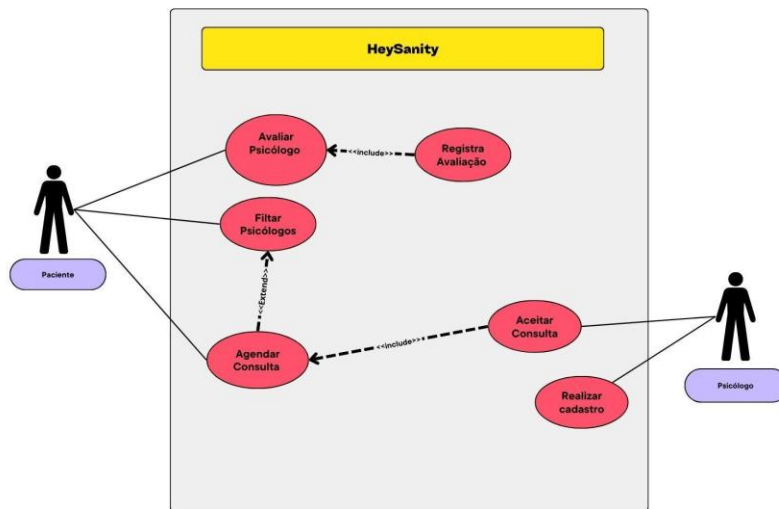 HeySanity
Avaliar
Psicólogo
<<include>>
Registra
Avaliação
Filtar
Psicólogos
Paciente
<<Extend>>
Aceitar
Consulta
<<include>>
Agendar
Consulta
Psicólogo
Realizar
cadastro